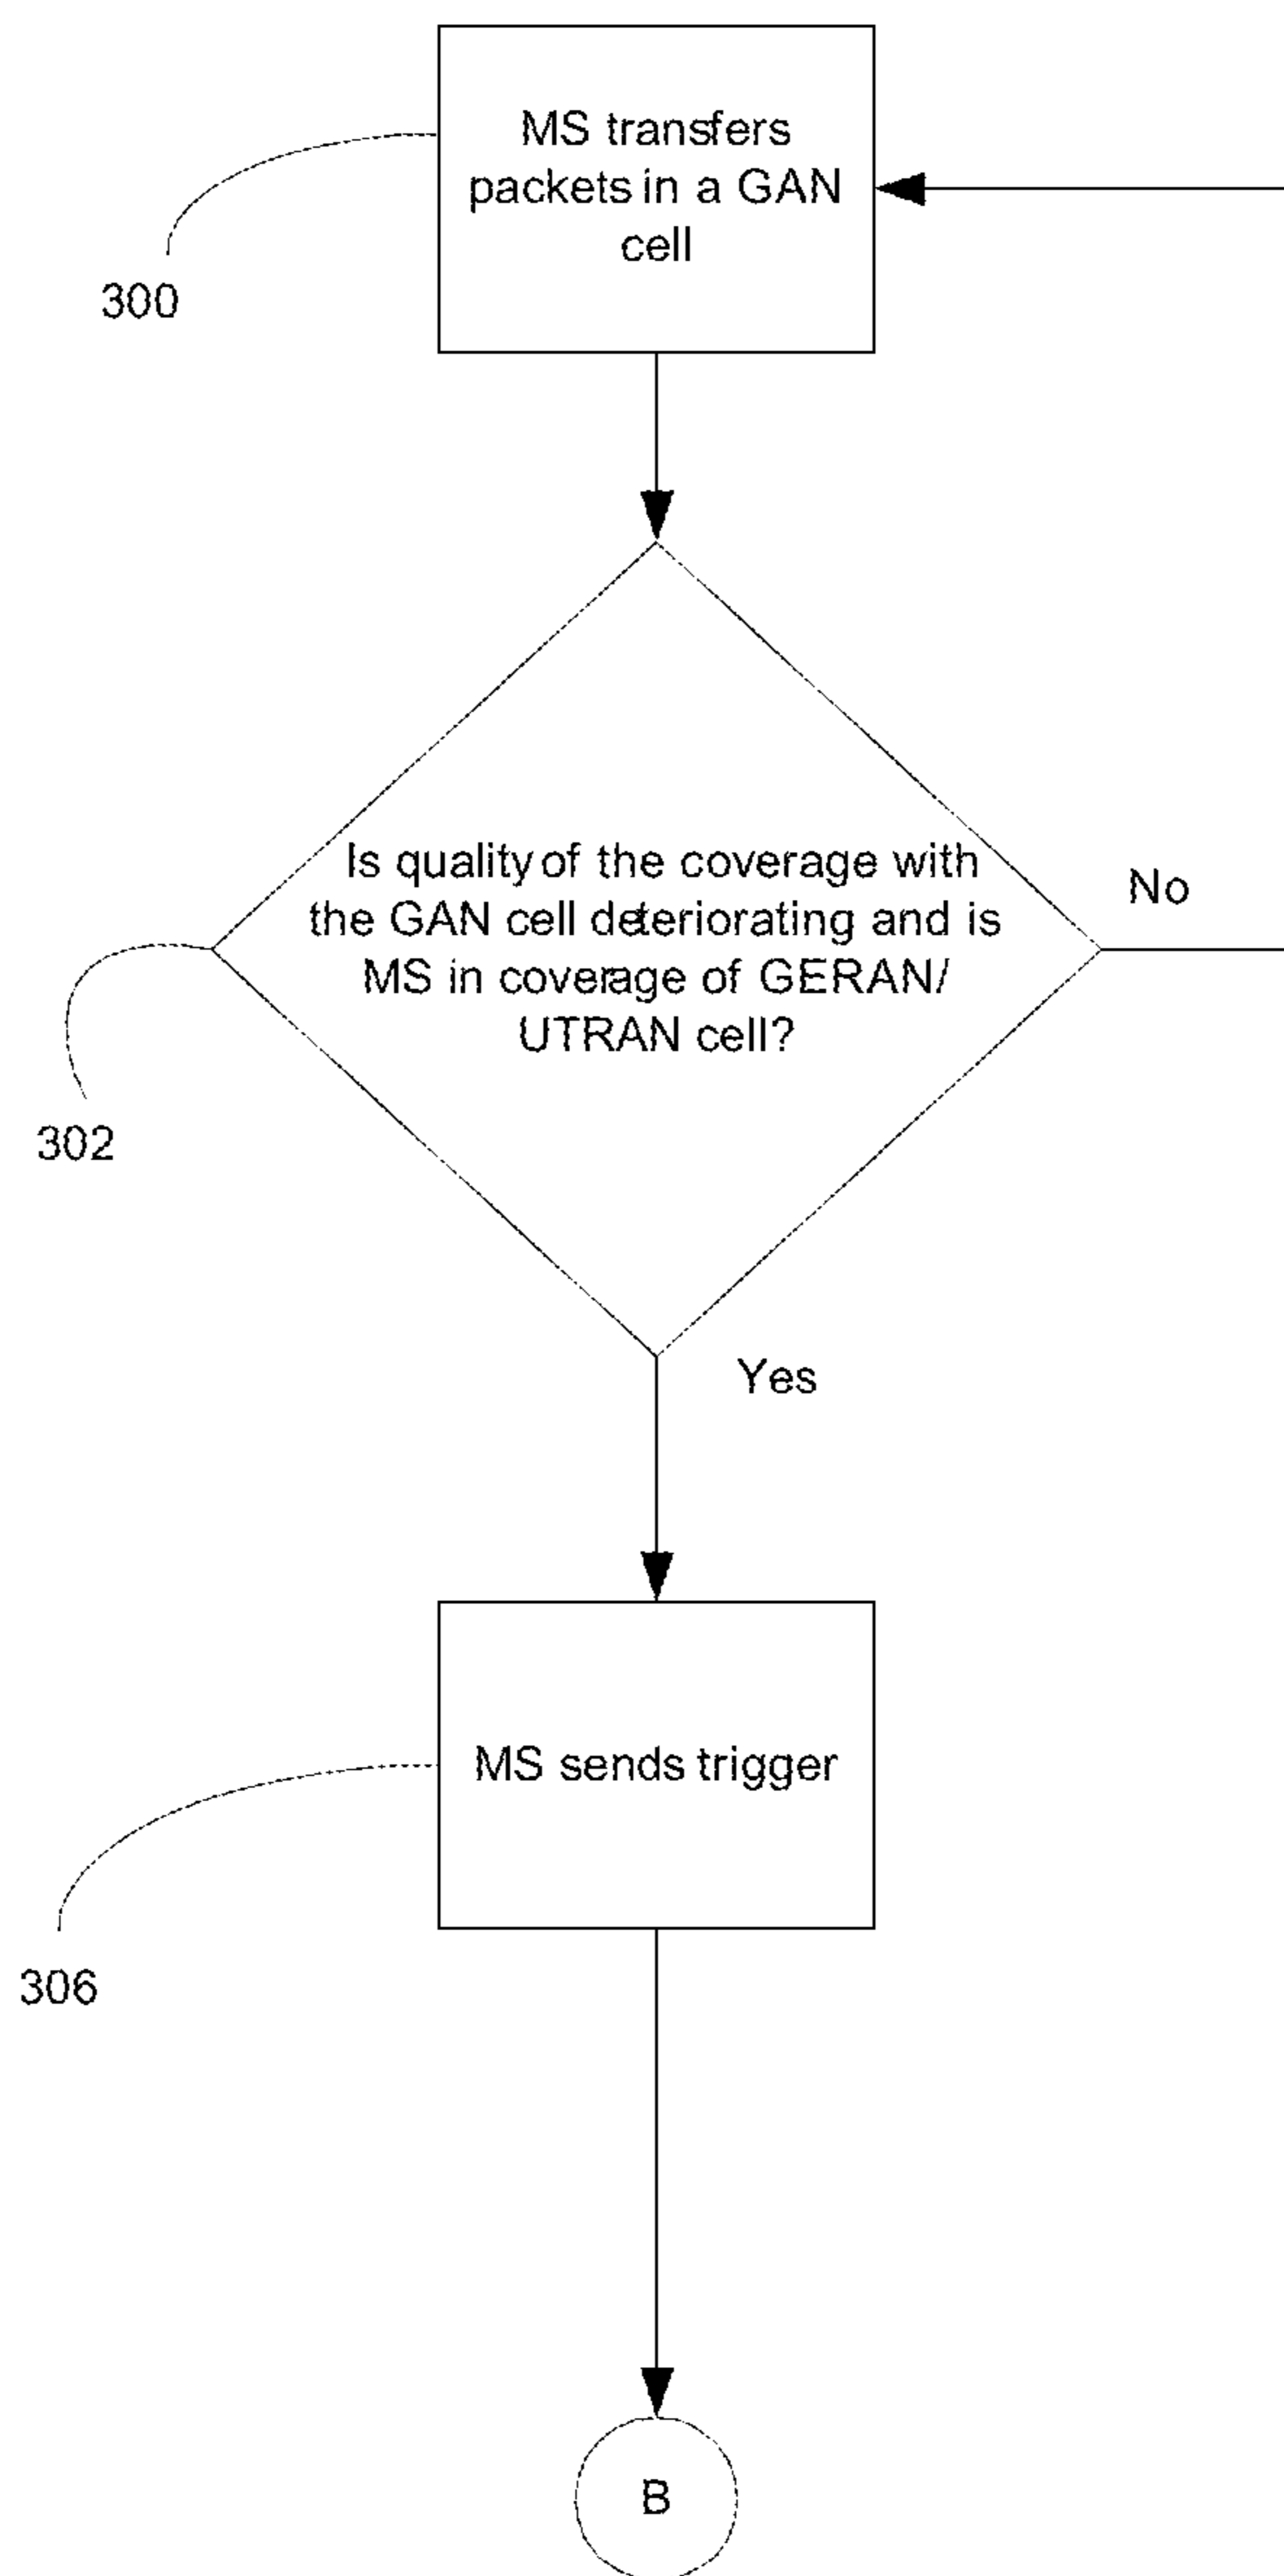 MS transfers
packets in a GAN
cell
300
Is quality of the coverage with
the GAN cell deteriorating and is
MS in coverage of GERAN/
UTRAN cell?
No
302
Yes
MS sends trigger
306
B